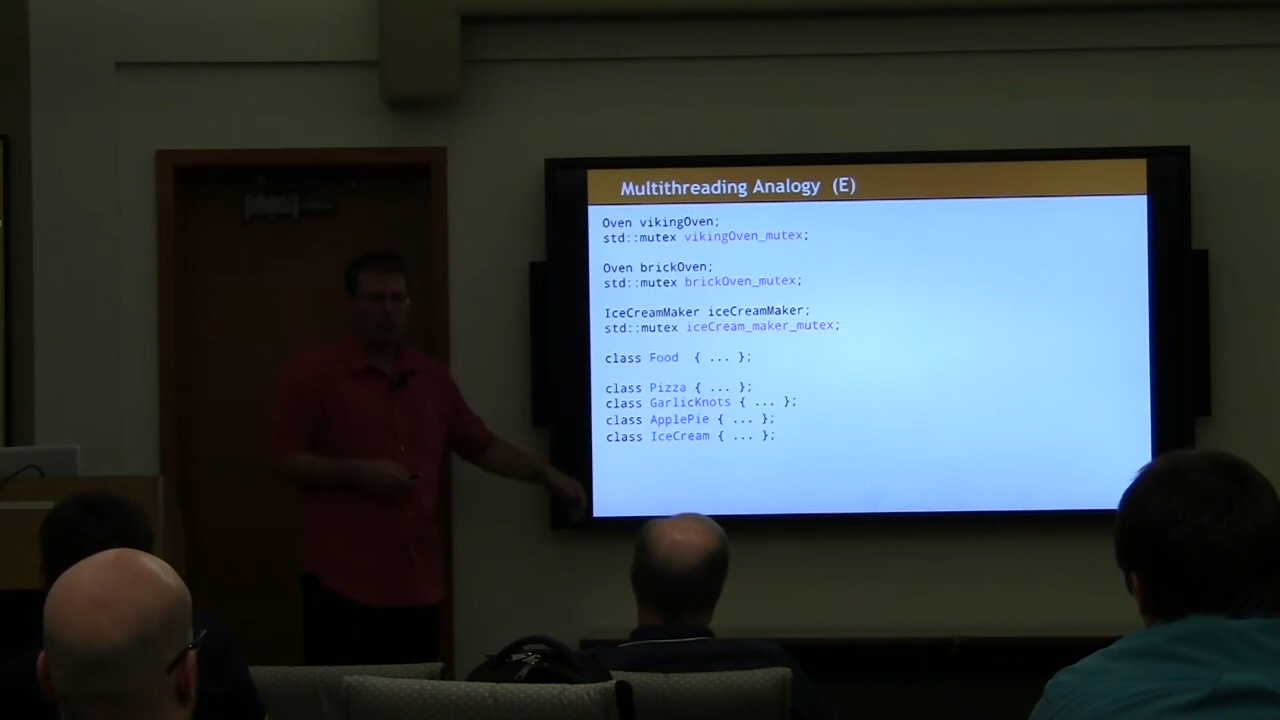 Multithreading Analogy (E)
Oven vikingOven;
std::mutex vikingOven_mutex;
Oven brickOven;
std::mutex brickOven_mutex;
IceCreamMaker iceCreamMaker;
std::mutex iceCream_maker_mutex;
class Food { ... };
class Pizza { ... };
class GarlicKnots { ... };
class ApplePie { ... };
class IceCream { ... };